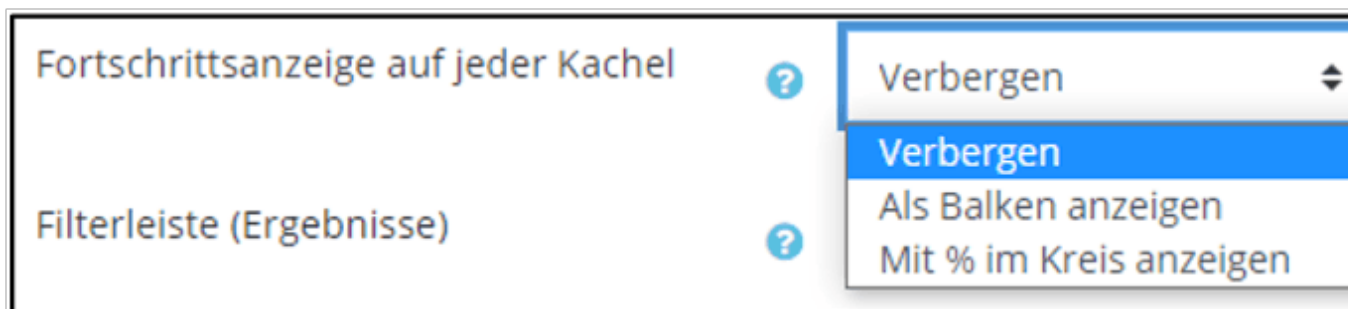 Fortschrittsanzeige auf jeder Kachel
Verbergen
Verbergen
Als Balken anzeigen
Mit % im Kreis anzeigen
Filterleiste (Ergebnisse)